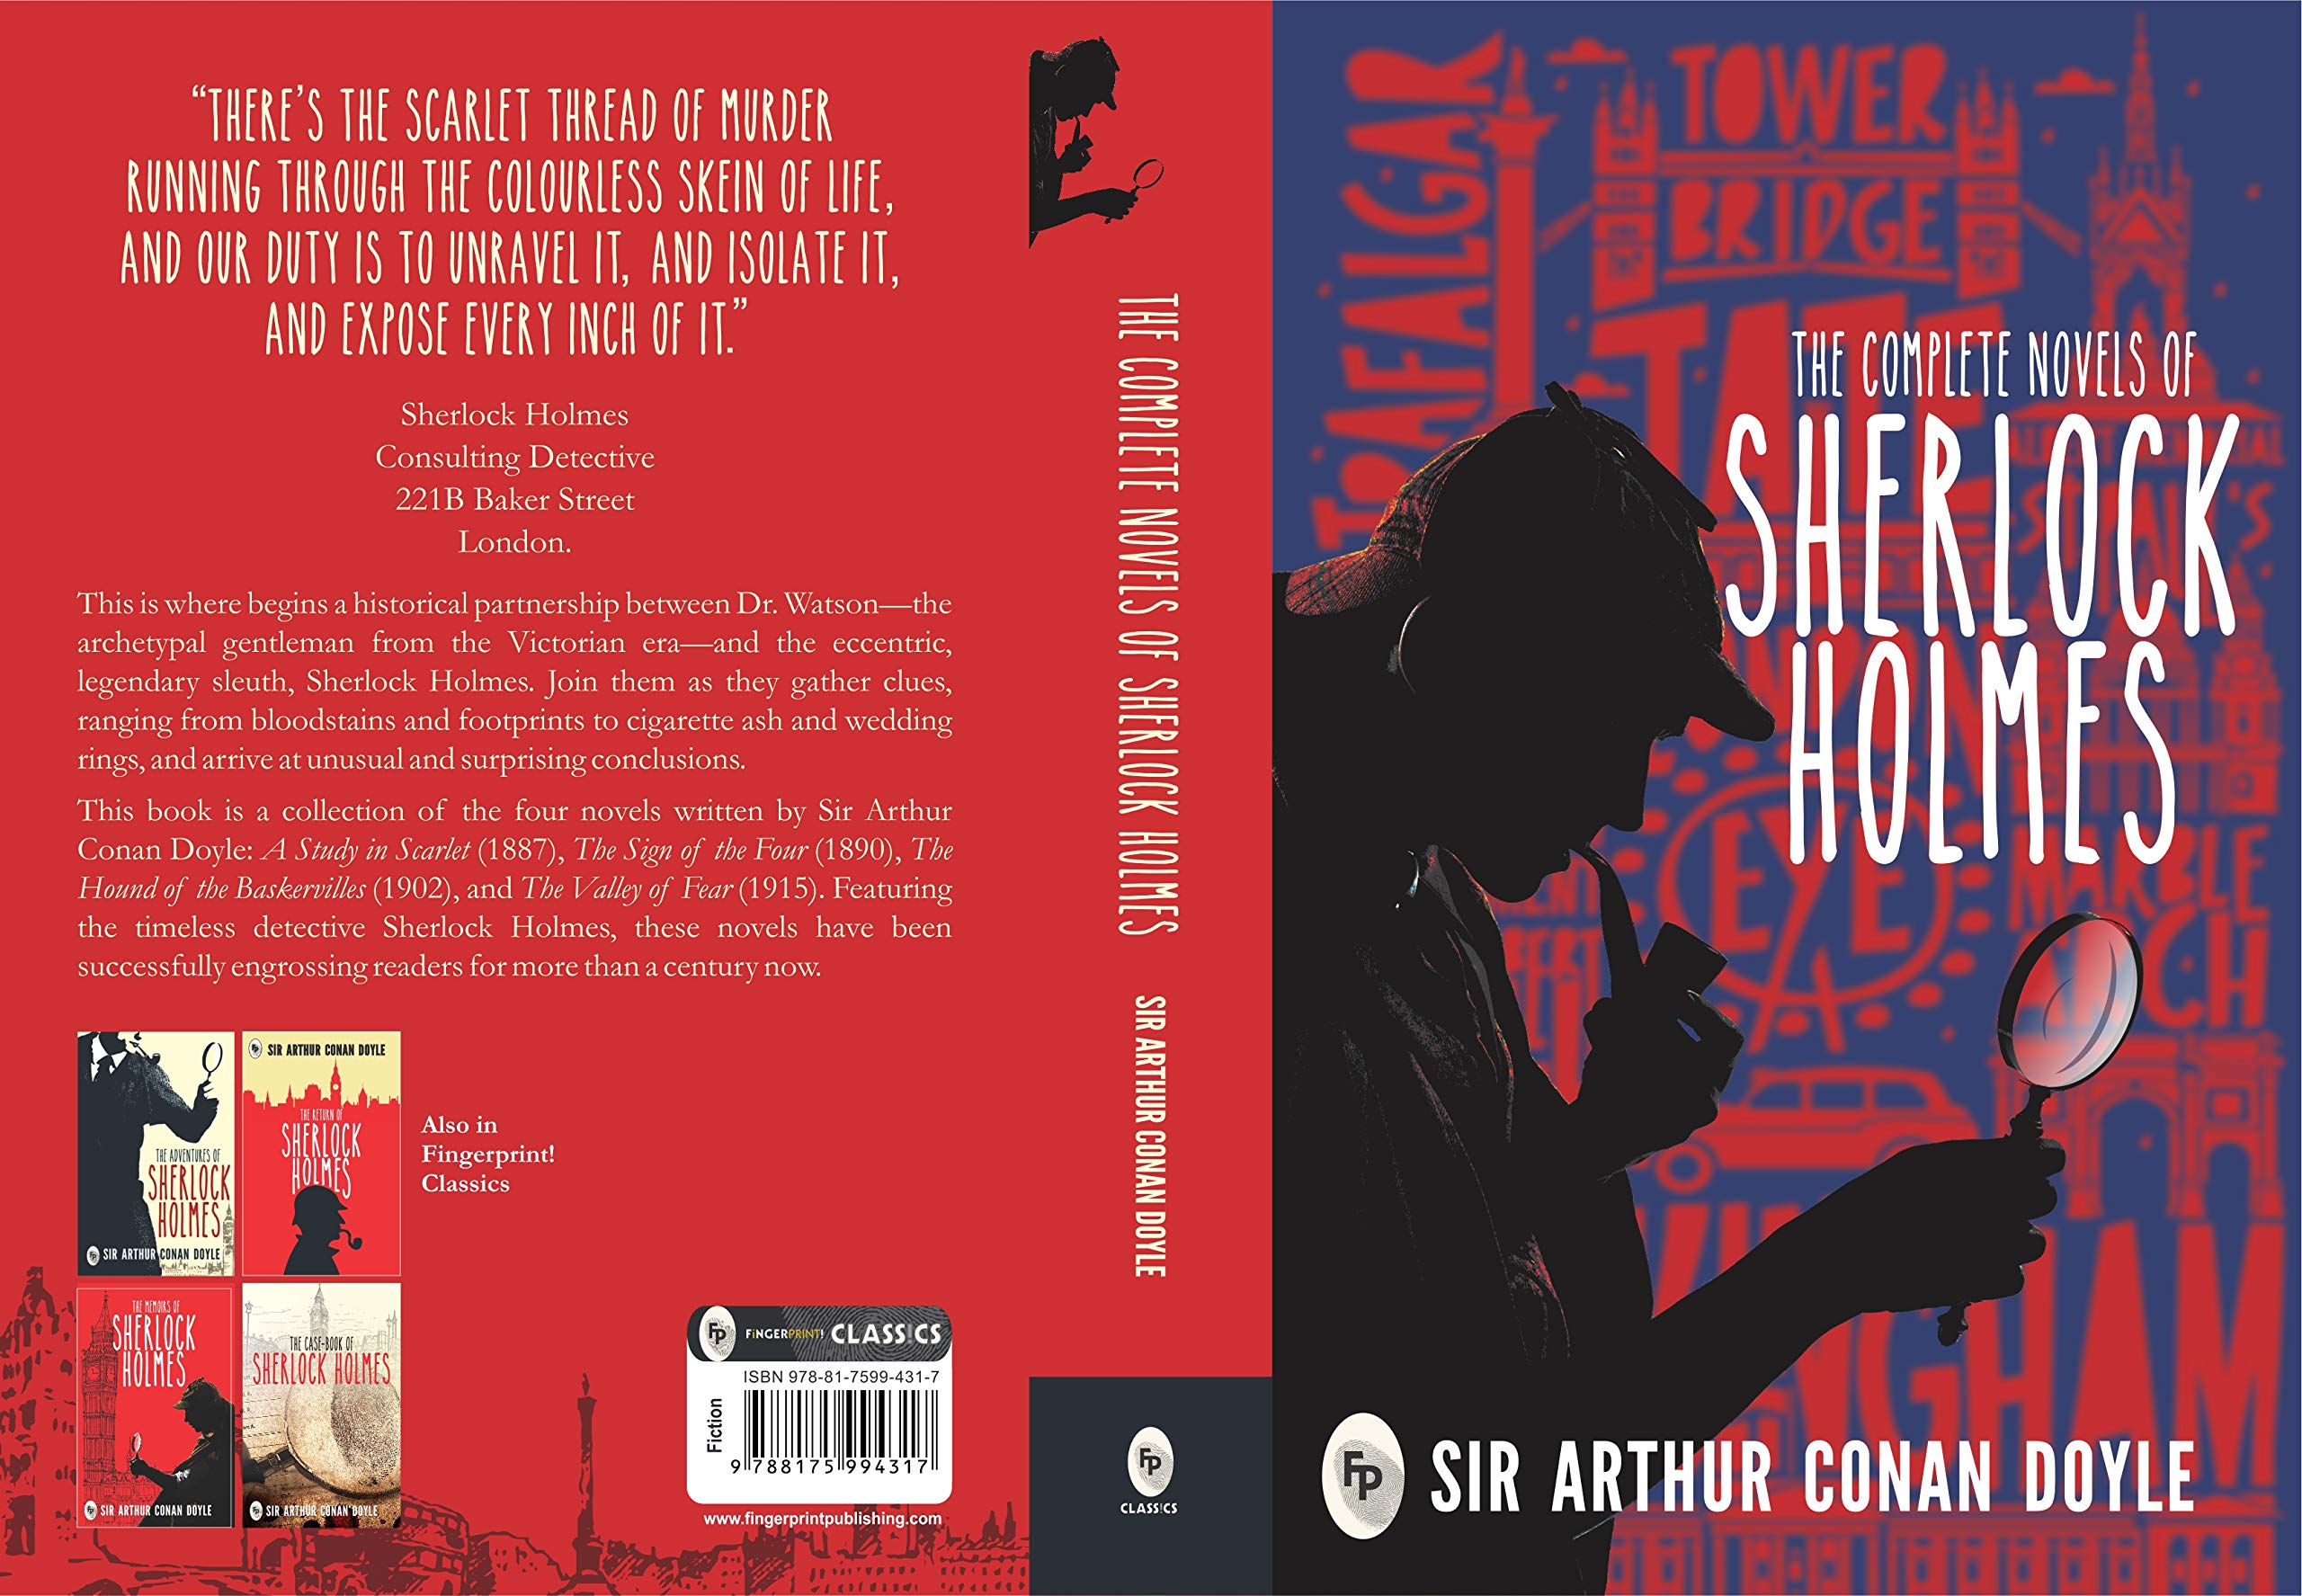 “THERE’S THE SCARLET THREAD OF MURDER
RUNNING THROUGH THE COLOURLESS SKEIN OF LIFE,
AND OUR DUTY IS TO UNRAVEL IT, AND ISOLATE IT,
AND EXPOSE EVERY INCH OF IT.”
Sherlock Holmes
Consulting Detective
221B Baker Street
London.
This is where begins a historical partnership between Dr. Watson—the
archetypal gentleman from the Victorian era—and the eccentric,
legendary sleuth, Sherlock Holmes. Join them as they gather clues,
ranging from bloodstains and footprints to cigarette ash and wedding
rings, and arrive at unusual and surprising conclusions.
This book is a collection of the four novels written by Sir Arthur
Conan Doyle: A Study in Scarlet (1887), The Sign of the Four (1890), The
Hound of the Baskervilles (1902), and The Valley of Fear (1915). Featuring
the timeless detective Sherlock Holmes, these novels have been
successfully engrossing readers for more than a century now.
THE ADVENTURES OF
SHERLOCK
HOLMES
FP SIR ARTHUR CONAN DOYLE
FP SIR ARTHUR CONAN DOYLE
THE RETURN OF
SHERLOCK
HOLMES
Also in
Fingerprint!
Classics
THE MEMOIRS OF
SHERLOCK
HOLMES
FP SIR ARTHUR CONAN DOYLE
THE CASE-BOOK OF
SHERLOCK HOLMES
FP SIR ARTHUR CONAN DOYLE
FP FiNGERPRINT! CLASS!CS
ISBN 978-81-7599-431-7
Fiction
9 788175 994317
www.fingerprintpublishing.com
THE COMPLETE NOVELS OF SHERLOCK HOLMES
SIR ARTHUR CONAN DOYLE
FP
CLASS!CS
TRAFALGAR
TOWER
BRIDGE
TATE
THE COMPLETE NOVELS OF
SHERLOCK
HOLMES
EYE
MARBLE
ARCH
FP SIR ARTHUR CONAN DOYLE